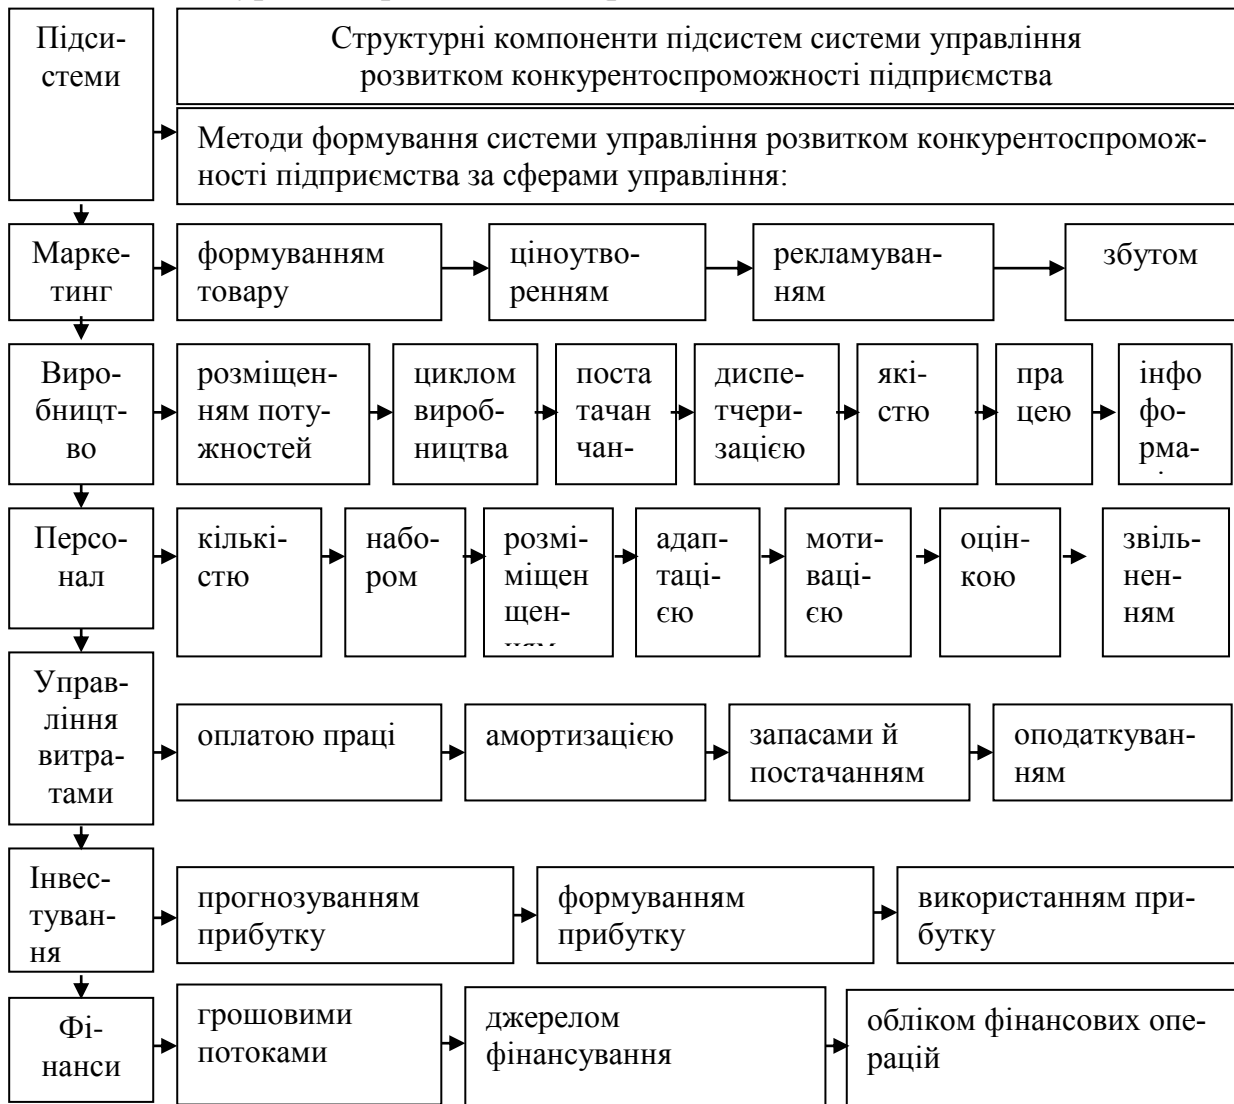 Підси-
стеми
Структурні компоненти підсистем системи управління
розвитком конкурентоспроможності підприємства
Методи формування системи управління розвитком конкурентоспромож-
ності підприємства за сферами управління:
Марке-
тинг
формуванням
товару
ціноутво-
ренням
рекламуван-
ням
збутом
Виро-
бницт-
во
розміщен-
ням поту-
жностей
циклом
вироб-
ництва
поста
тачан
чан-
диспе-
тчери-
зацією
які-
стю
пра
цею
інфо
фо-
рма-
Персо-
нал
кількі-
стю
набо-
ром
розмі-
міщен
щен-
адап-
таціє
єю
моти-
ваці-
єю
оцін-
кою
звіль-
нен-
ням
Управ-
ління
витра-
тами
оплатою праці
амортизацією
запасами й
постачанням
оподаткуван-
ням
Інвес-
туван-
ня
прогнозуванням
прибутку
формуванням
прибутку
використанням при-
бутку
Фі-
нанси
грошовими
потоками
джерелом
фінансування
обліком фінансових опе-
рацій